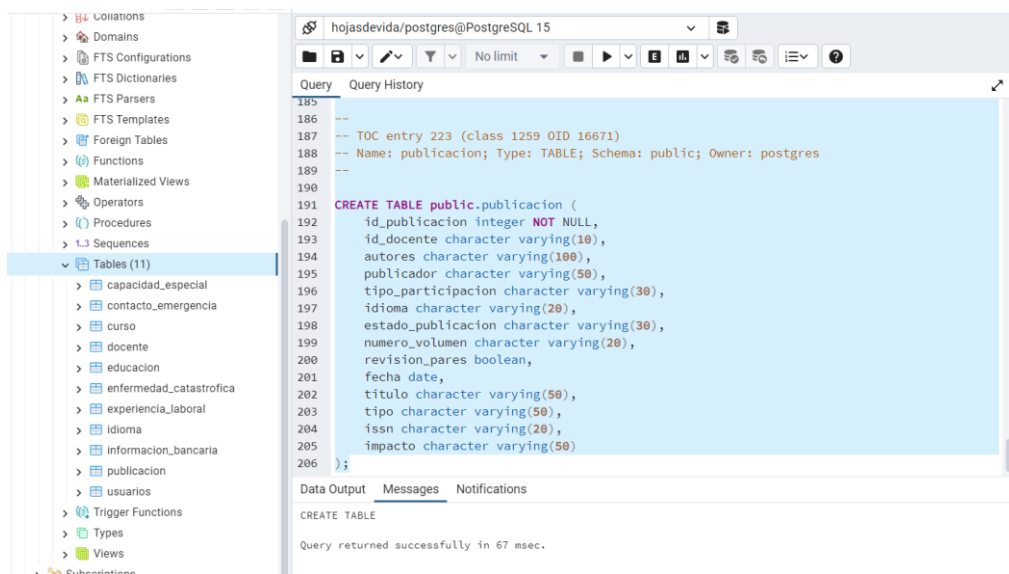 Collations
Domains
FTS Configurations
FTS Dictionaries
Aa FTS Parsers
FTS Templates
Foreign Tables
Functions
Materialized Views
Operators
() Procedures
1..3 Sequences
Tables (11)
capacidad_especial
contacto_emergencia
curso
docente
educacion
enfermedad_catastrofica
experiencia_laboral
idioma
informacion_bancaria
publicacion
usuarios
Trigger Functions
Types
Views
Subscriptions
hojasdevida/postgres@PostgreSQL 15
No limit
E
Query Query History
185
186 --
187 -- TOC entry 223 (class 1259 OID 16671)
188 -- Name: publicacion; Type: TABLE; Schema: public; Owner: postgres
189 --
190
191 CREATE TABLE public.publicacion (
192 id_publicacion integer NOT NULL,
193 id_docente character varying(10),
194 autores character varying(100),
195 publicador character varying(50),
196 tipo_participacion character varying(30),
197 idioma character varying(20),
198 estado_publicacion character varying(30),
199 numero_volumen character varying(20),
200 revision_pares boolean,
201 fecha date,
202 titulo character varying(50),
203 tipo character varying(50),
204 issn character varying(20),
205 impacto character varying(50)
206 );
Data Output Messages Notifications
CREATE TABLE
Query returned successfully in 67 msec.